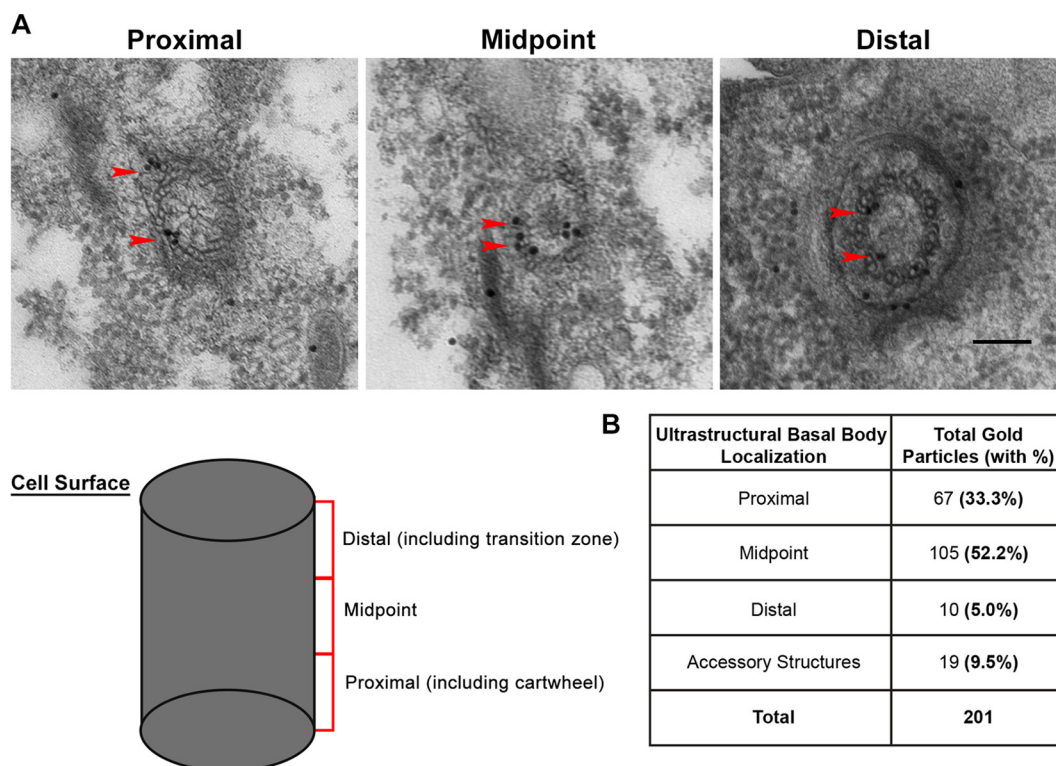 A
Proximal Midpoint Distal
Cell Surface
Distal (including transition zone)
Midpoint
Proximal (including cartwheel)
B
Ultrastructural Basal Body Total Gold
Localization Particles (with %)
Proximal 67 (33.3%)
Midpoint 105 (52.2%)
Distal 10 (5.0%)
Accessory Structures 19 (9.5%)
Total 201